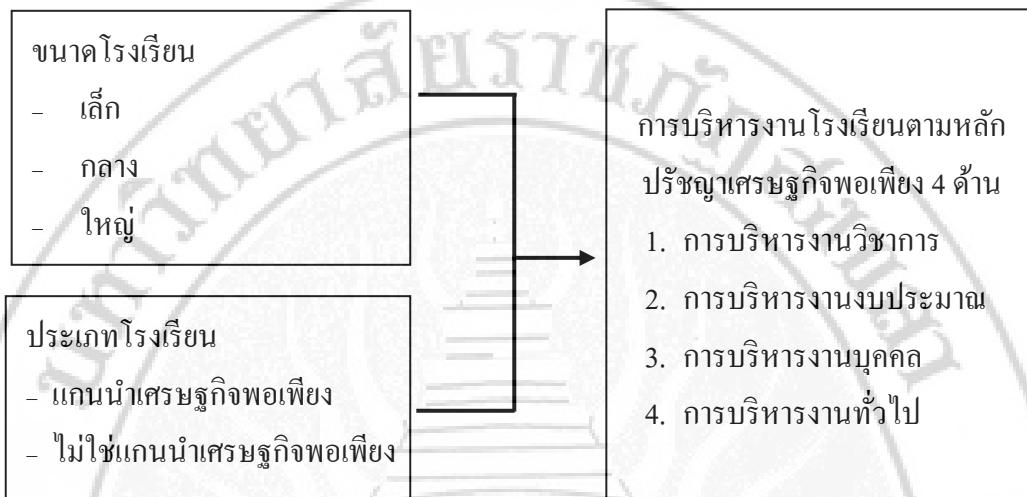 ขนาดโรงเรียน
– เล็ก
– กลาง
– ใหญ่
ประเภทโรงเรียน
– แกนนำเศรษฐกิจพอเพียง
– ไม่ใช่แกนนำเศรษฐกิจพอเพียง
การบริหารงานโรงเรียนตามหลัก
ปรัชญาเศรษฐกิจพอเพียง 4 ด้าน
1. การบริหารงานวิชาการ
2. การบริหารงานงบประมาณ
3. การบริหารงานบุคคล
4. การบริหารงานทั่วไป